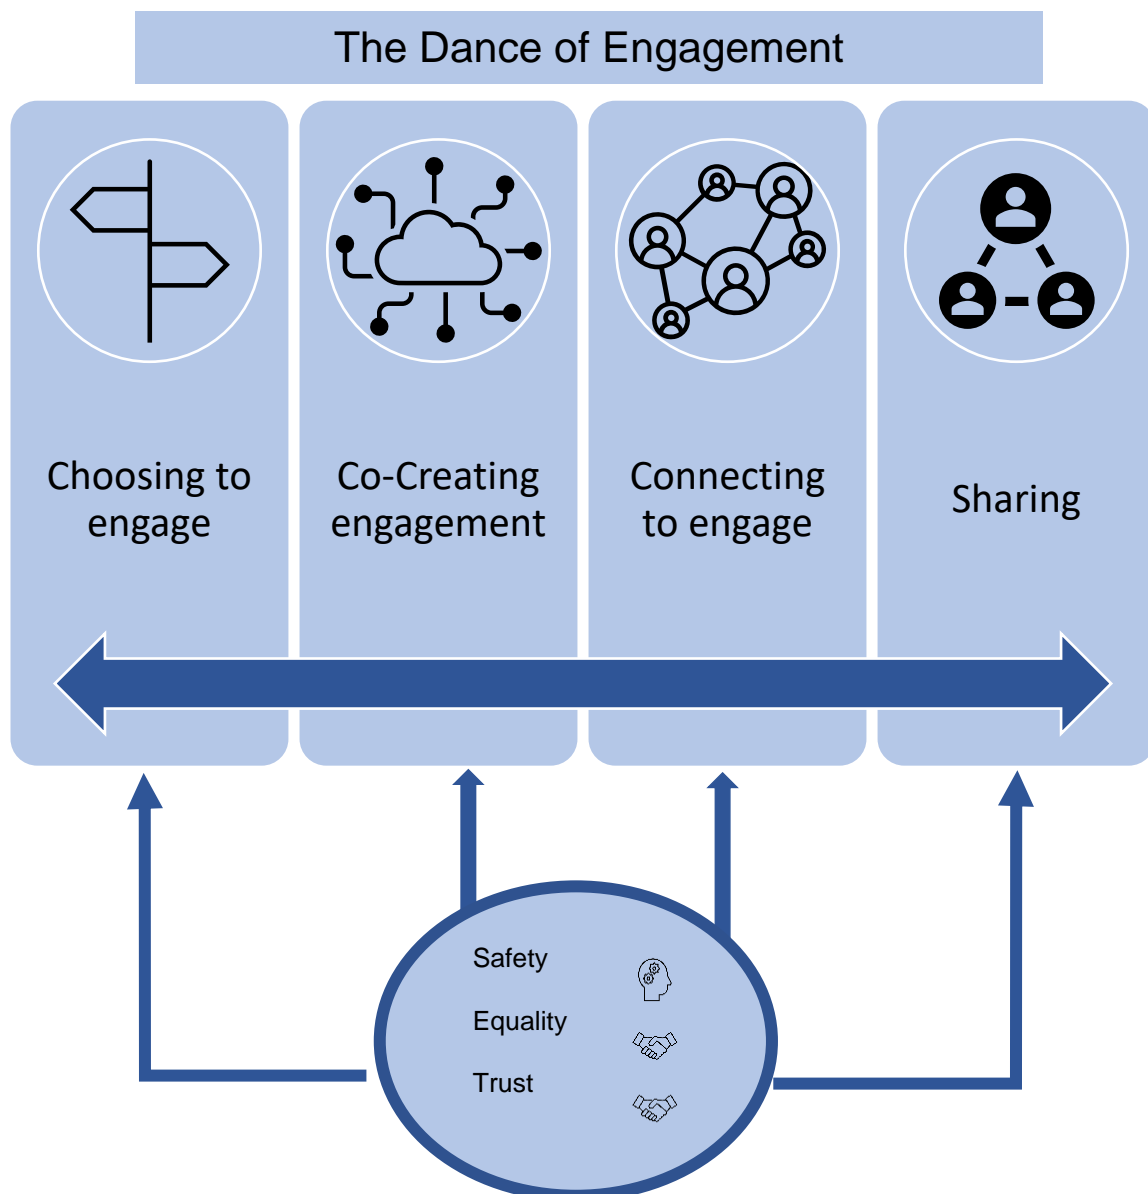 The Dance of Engagement
Choosing to
engage
Co-Creating
engagement
Connecting
to engage
Sharing
Safety
Equality
Trust